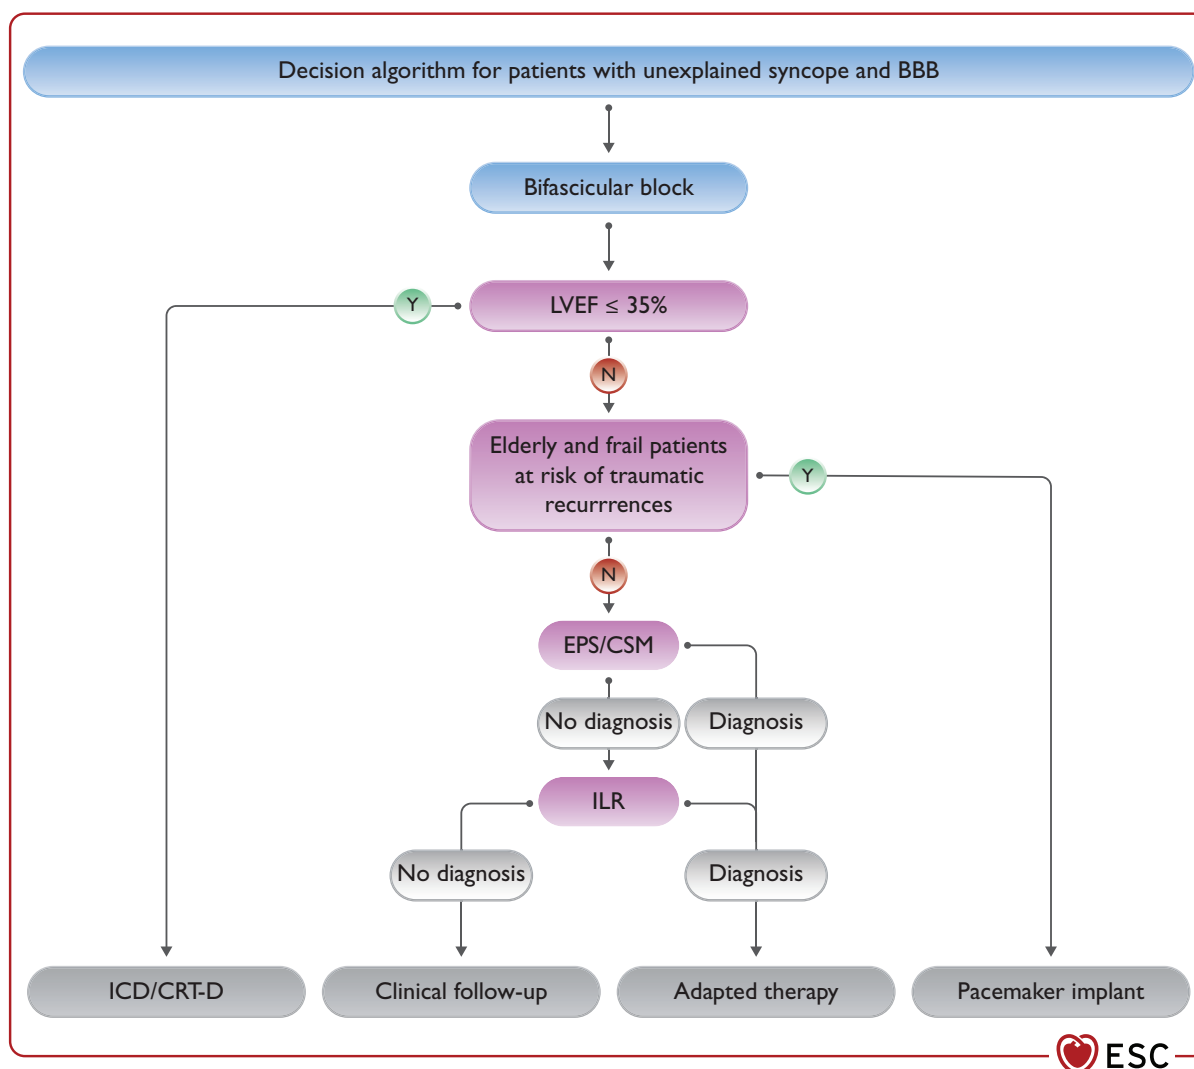 Decision algorithm for patients with unexplained syncope and BBB
Bifascicular block
Y
LVEF ≤ 35%
N
Elderly and frail patients
at risk of traumatic
recurrrences
Y
N
EPS/CSM
No diagnosis
Diagnosis
ILR
No diagnosis
Diagnosis
ICD/CRT-D
Clinical follow-up
Adapted therapy
Pacemaker implant
ESC